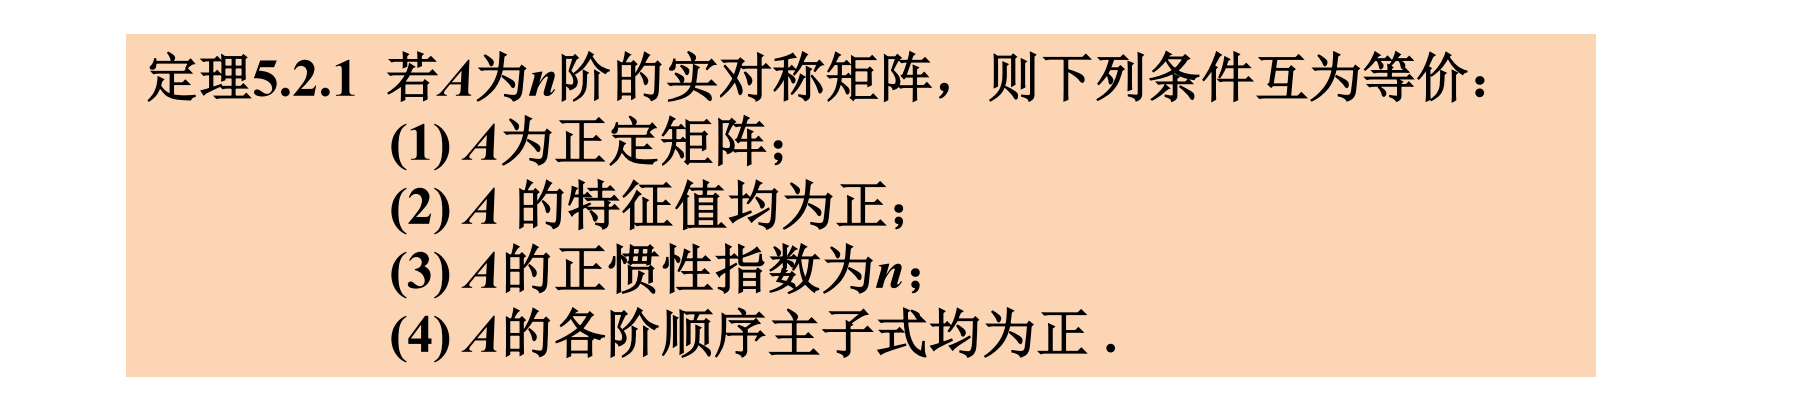 定理5.2.1 若A为n阶的实对称矩阵，则下列条件互为等价：
(1) A为正定矩阵；
(2) A 的特征值均为正；
(3) A的正惯性指数为n；
(4) A的各阶顺序主子式均为正 .